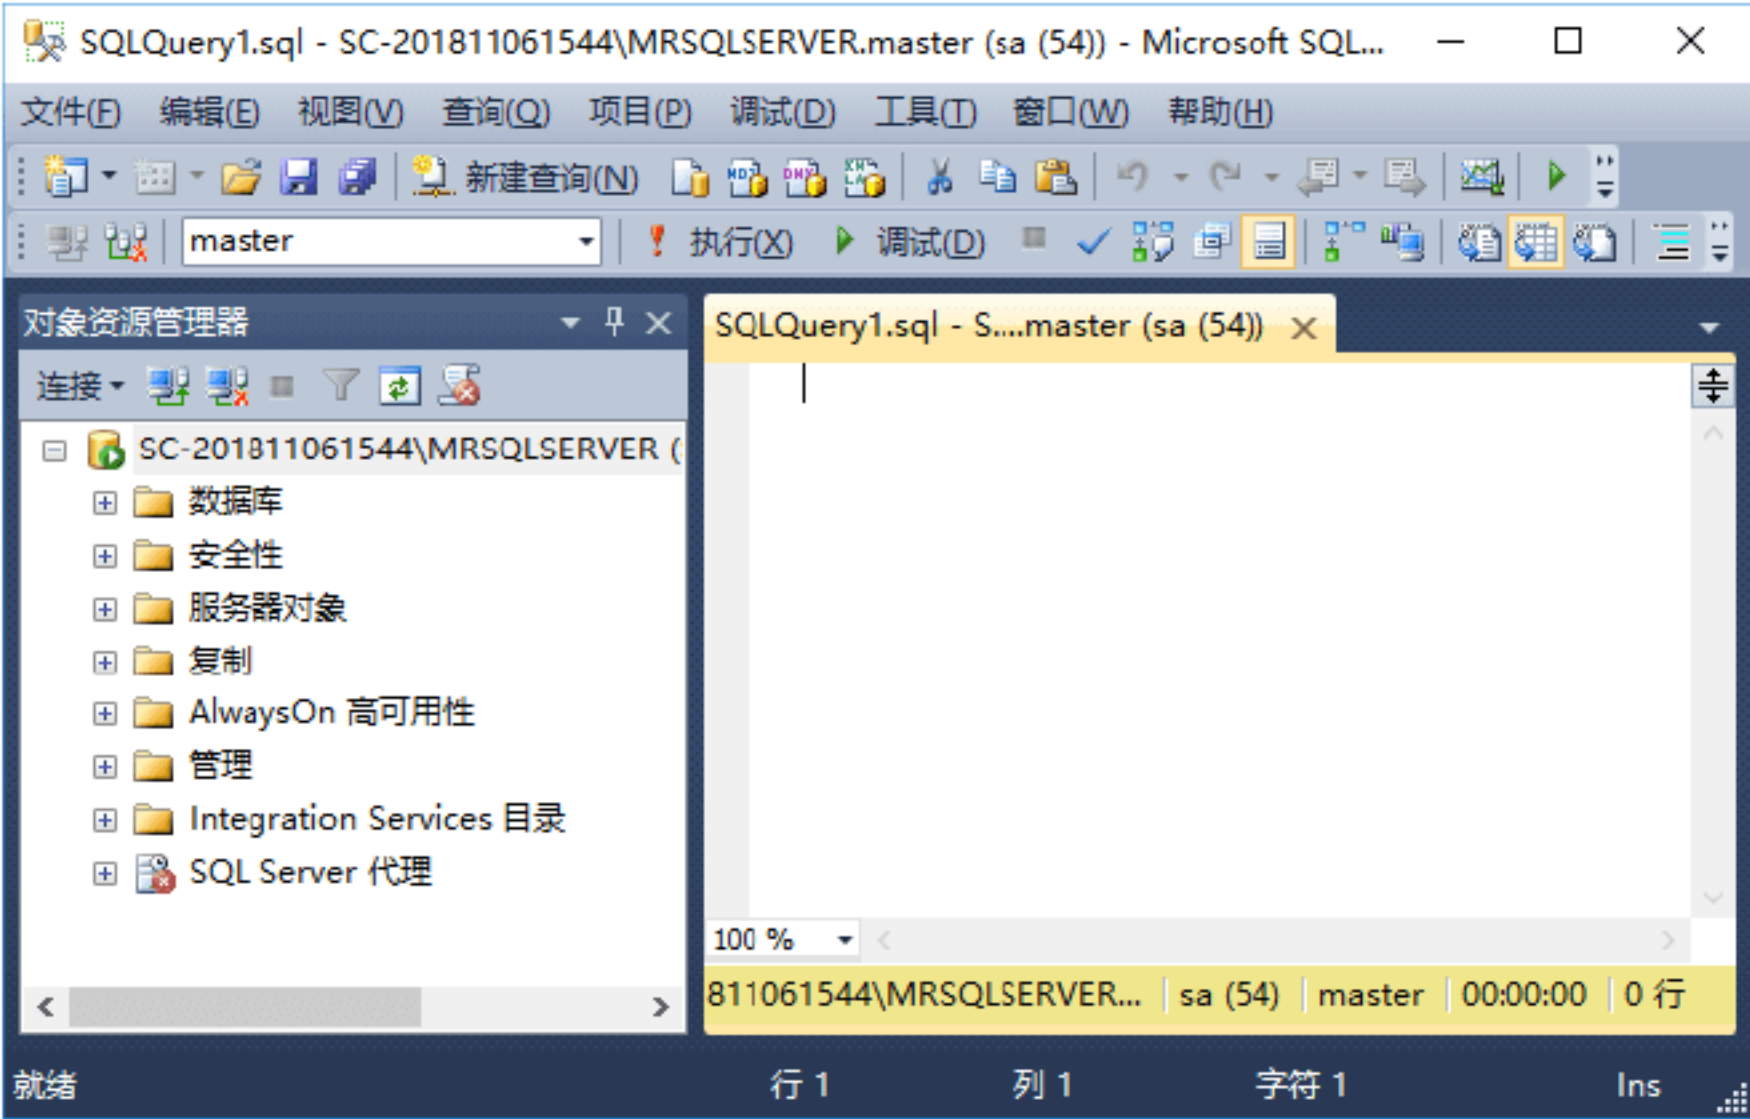 SQLQuery1.sql - SC-201811061544\MRSQLSERVER.master (sa (54)) - Microsoft SQL...
文件(F) 编辑(E) 视图(V) 查询(Q) 项目(P) 调试(D) 工具(T) 窗口(W) 帮助(H)
新建查询(N)
master 执行(X) 调试(D)
对象资源管理器
SQLQuery1.sql - S....master (sa (54))
连接
SC-201811061544\MRSQLSERVER (
数据库
安全性
服务器对象
复制
AlwaysOn 高可用性
管理
Integration Services 目录
SQL Server 代理
100 %
811061544\MRSQLSERVER... sa (54) master 00:00:00 0 行
就绪 行 1 列 1 字符 1 Ins